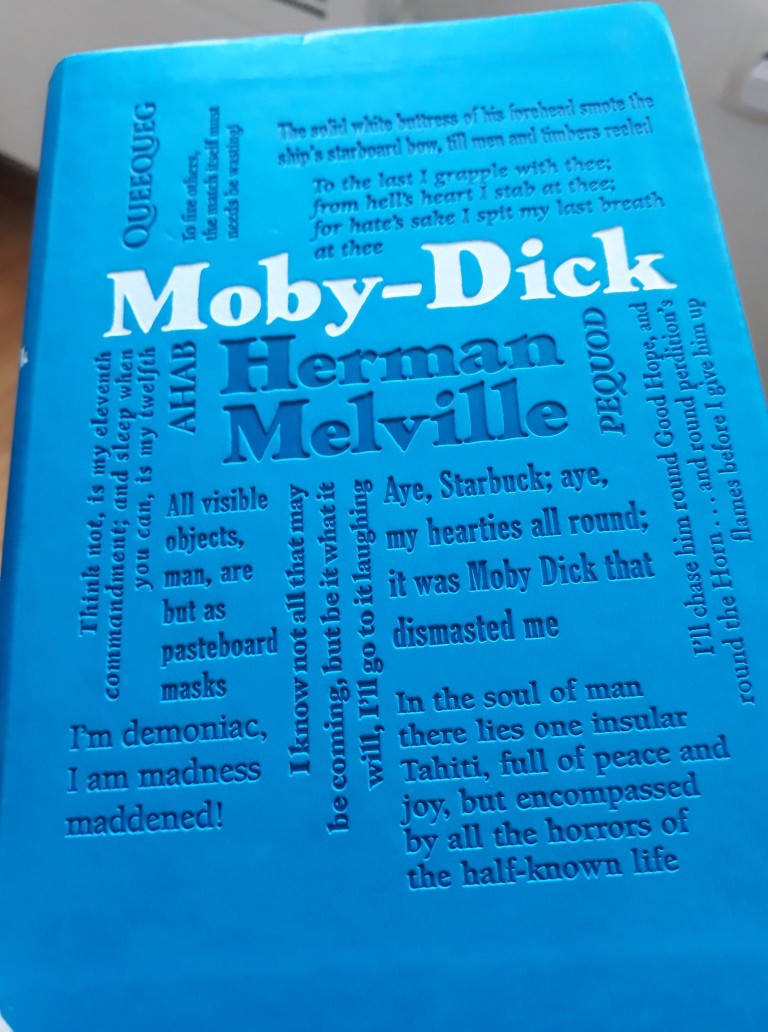 QUEEQUEG
To fire others,
the match itself must
needs be wasting!
The solid white buttress of his forehead smote the
ship's starboard bow, till men and timbers reeled
To the last I grapple with thee;
from hell's heart I stab at thee;
for hate's sake I spit my last breath
at thee
Moby-Dick
Herman
Melville
Think not, is my eleventh
commandment; and sleep when
you can, is my twelfth
AHAB
PEQUOD
I'll chase him round Good Hope, and
round the Horn . . . and round perdition's
flames before I give him up
All visible
objects,
man, are
but as
pasteboard
masks
I know not all that may
be coming, but be it what it
will, I'll go to it laughing
Aye, Starbuck; aye,
my hearties all round;
it was Moby Dick that
dismasted me
I'm demoniac,
I am madness
maddened!
In the soul of man
there lies one insular
Tahiti, full of peace and
joy, but encompassed
by all the horrors of
the half-known life